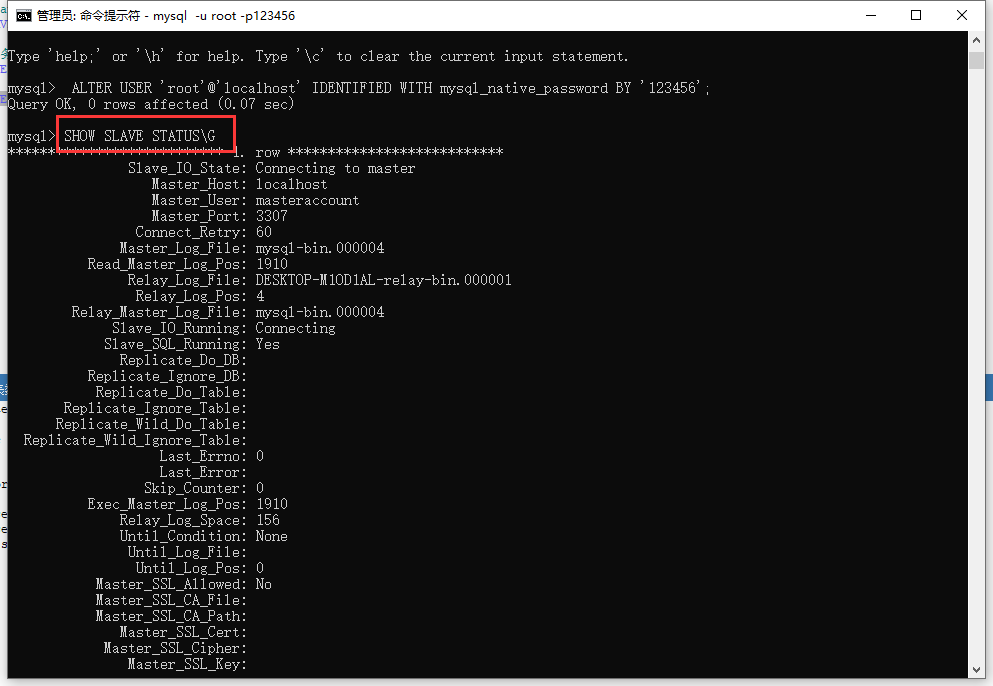 管理员: 命令提示符 - mysql  -u root -p123456
Type 'help;' or '\h' for help. Type '\c' to clear the current input statement.
mysql>  ALTER USER 'root'@'localhost' IDENTIFIED WITH mysql_native_password BY '123456';
Query OK, 0 rows affected (0.07 sec)
mysql> SHOW SLAVE STATUS\G
*************************** 1. row ***************************
Slave_IO_State: Connecting to master
Master_Host: localhost
Master_User: masteraccount
Master_Port: 3307
Connect_Retry: 60
Master_Log_File: mysql-bin.000004
Read_Master_Log_Pos: 1910
Relay_Log_File: DESKTOP-M10D1AL-relay-bin.000001
Relay_Log_Pos: 4
Relay_Master_Log_File: mysql-bin.000004
Slave_IO_Running: Connecting
Slave_SQL_Running: Yes
Replicate_Do_DB:
Replicate_Ignore_DB:
Replicate_Do_Table:
Replicate_Ignore_Table:
Replicate_Wild_Do_Table:
Replicate_Wild_Ignore_Table:
Last_Errno: 0
Last_Error:
Skip_Counter: 0
Exec_Master_Log_Pos: 1910
Relay_Log_Space: 156
Until_Condition: None
Until_Log_File:
Until_Log_Pos: 0
Master_SSL_Allowed: No
Master_SSL_CA_File:
Master_SSL_CA_Path:
Master_SSL_Cert:
Master_SSL_Cipher:
Master_SSL_Key: